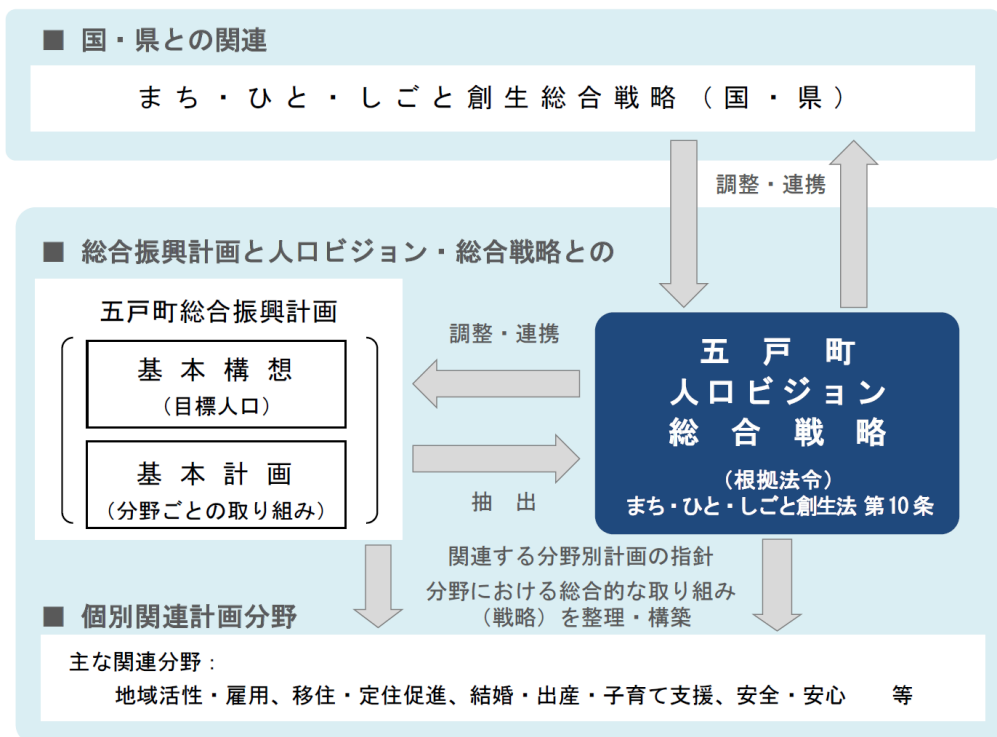 ■ 国・県との関連
まち・ひと・しごと創生総合戦略（国・県）
調整・連携
■ 総合振興計画と人口ビジョン・総合戦略との
五戸町総合振興計画
基本構想
（目標人口）
基本計画
（分野ごとの取り組み）
調整・連携
抽 出
五戸町
人口ビジョン
総合戦略
（根拠法令）
まち・ひと・しごと創生法 第10条
関連する分野別計画の指針
分野における総合的な取り組み
（戦略）を整理・構築
■ 個別関連計画分野
主な関連分野：
地域活性・雇用、移住・定住促進、結婚・出産・子育て支援、安全・安心　　等